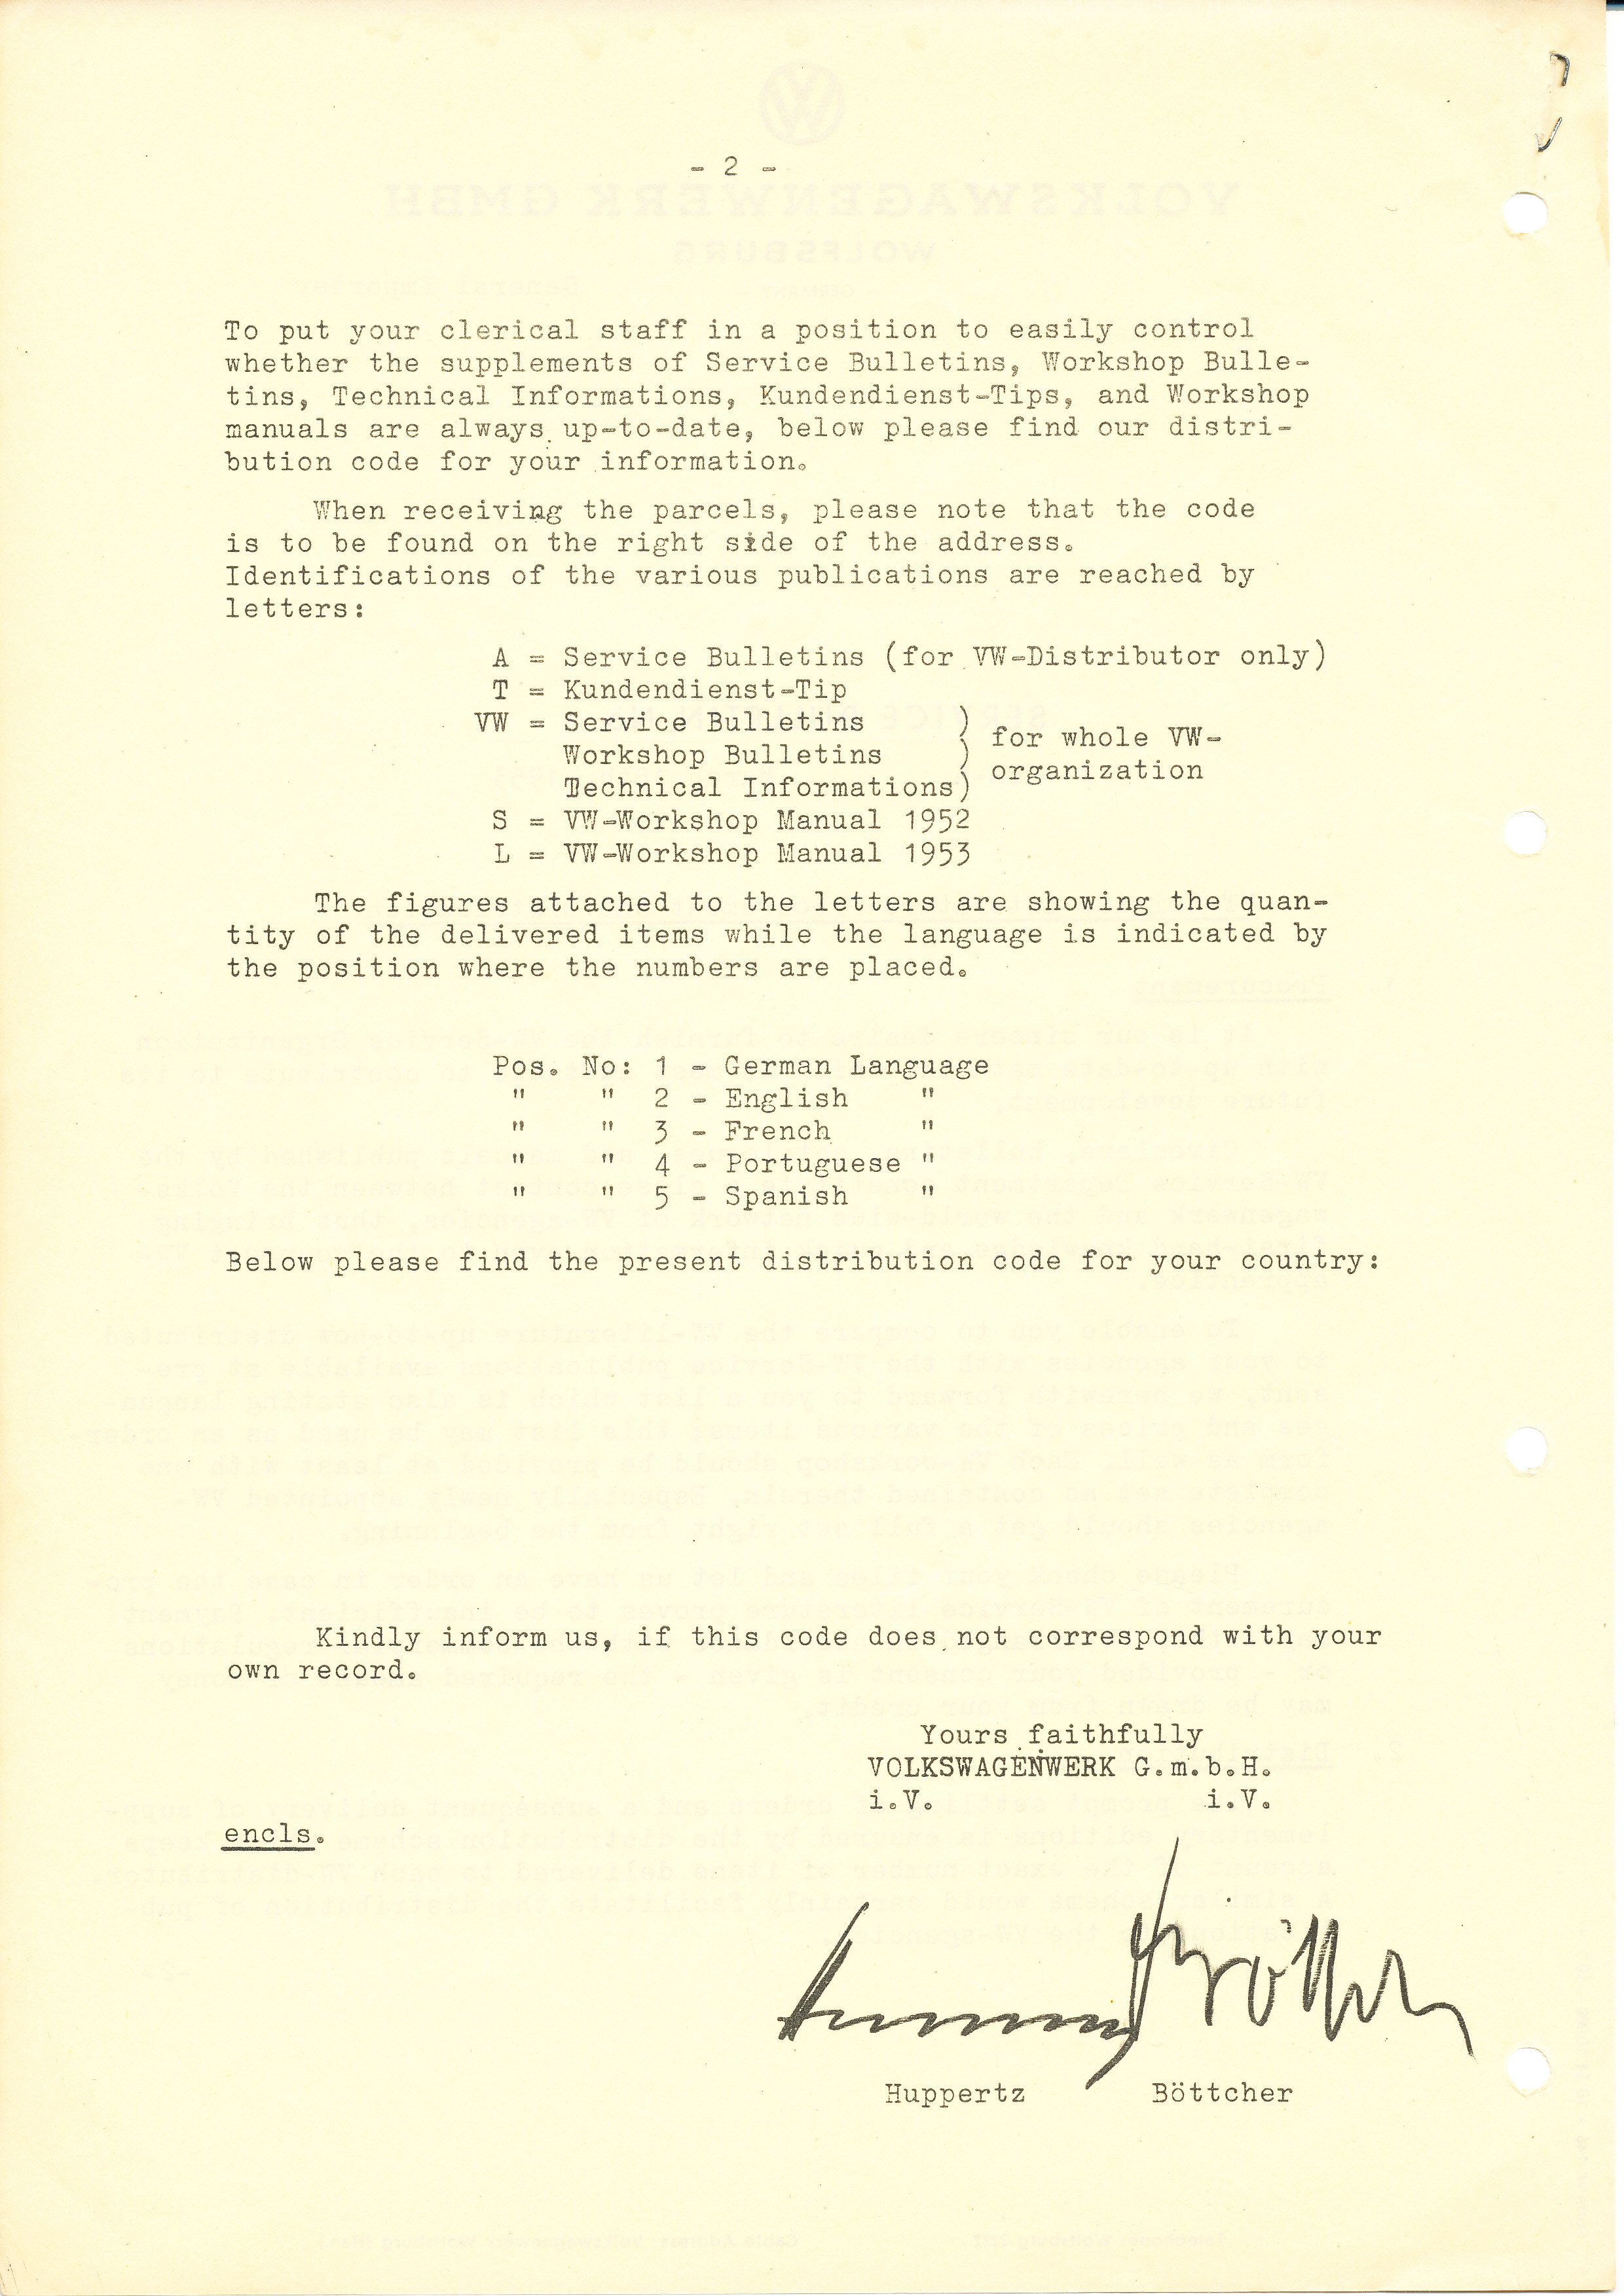 - 2 -
To put your clerical staff in a position to easily control
whether the supplements of Service Bulletins, Workshop Bulle-
tins, Technical Informations, Kundendienst-Tips, and Workshop
manuals are always up-to-date, below please find our distri-
bution code for your information.
When receiving the parcels, please note that the code
is to be found on the right side of the address.
Identifications of the various publications are reached by
letters:
A = Service Bulletins (for VW-Distributor only)
T = Kundendienst-Tip
VW = Service Bulletins )
Workshop Bulletins ) for whole VW-
Technical Informations) organization
S = VW-Workshop Manual 1952
L = VW-Workshop Manual 1953
The figures attached to the letters are showing the quan-
tity of the delivered items while the language is indicated by
the position where the numbers are placed.
Pos. No: 1 - German Language
" " 2 - English "
" " 3 - French "
" " 4 - Portuguese "
" " 5 - Spanish "
Below please find the present distribution code for your country:
Kindly inform us, if this code does not correspond with your
own record.
Yours faithfully
VOLKSWAGENWERK G.m.b.H.
i.V. i.V.
encls.
Huppertz Böttcher